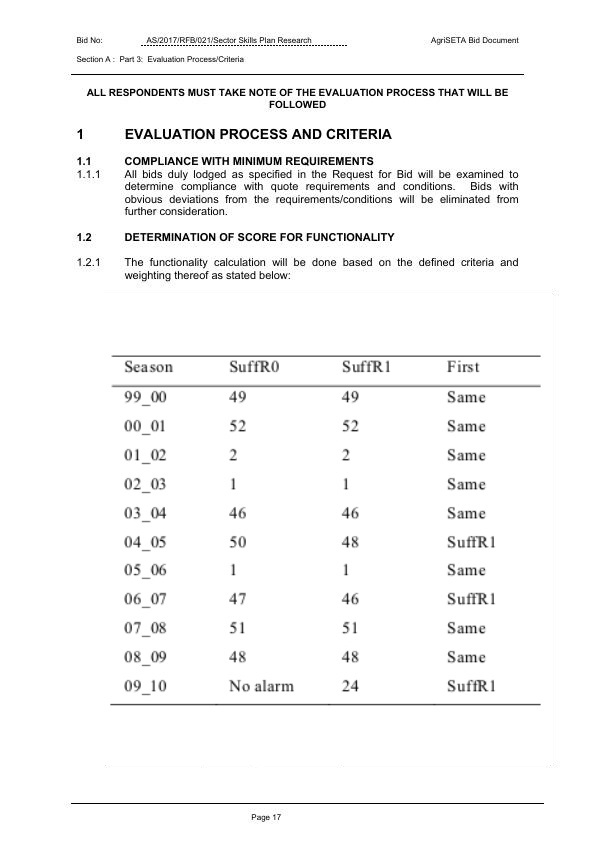 Bid No: AS/2017/RFB/021/Sector Skills Plan Research AgriSETA Bid Document
Section A : Part 3: Evaluation Process/Criteria
ALL RESPONDENTS MUST TAKE NOTE OF THE EVALUATION PROCESS THAT WILL BE
FOLLOWED
1 EVALUATION PROCESS AND CRITERIA
1.1 COMPLIANCE WITH MINIMUM REQUIREMENTS
1.1.1 All bids duly lodged as specified in the Request for Bid will be examined to
determine compliance with quote requirements and conditions. Bids with
obvious deviations from the requirements/conditions will be eliminated from
further consideration.
1.2 DETERMINATION OF SCORE FOR FUNCTIONALITY
1.2.1 The functionality calculation will be done based on the defined criteria and
weighting thereof as stated below:
Season SuffR0 SuffR1 First
99_00 49 49 Same
00_01 52 52 Same
01_02 2 2 Same
02_03 1 1 Same
03_04 46 46 Same
04_05 50 48 SuffR1
05_06 1 1 Same
06_07 47 46 SuffR1
07_08 51 51 Same
08_09 48 48 Same
09_10 No alarm 24 SuffR1
Page 17